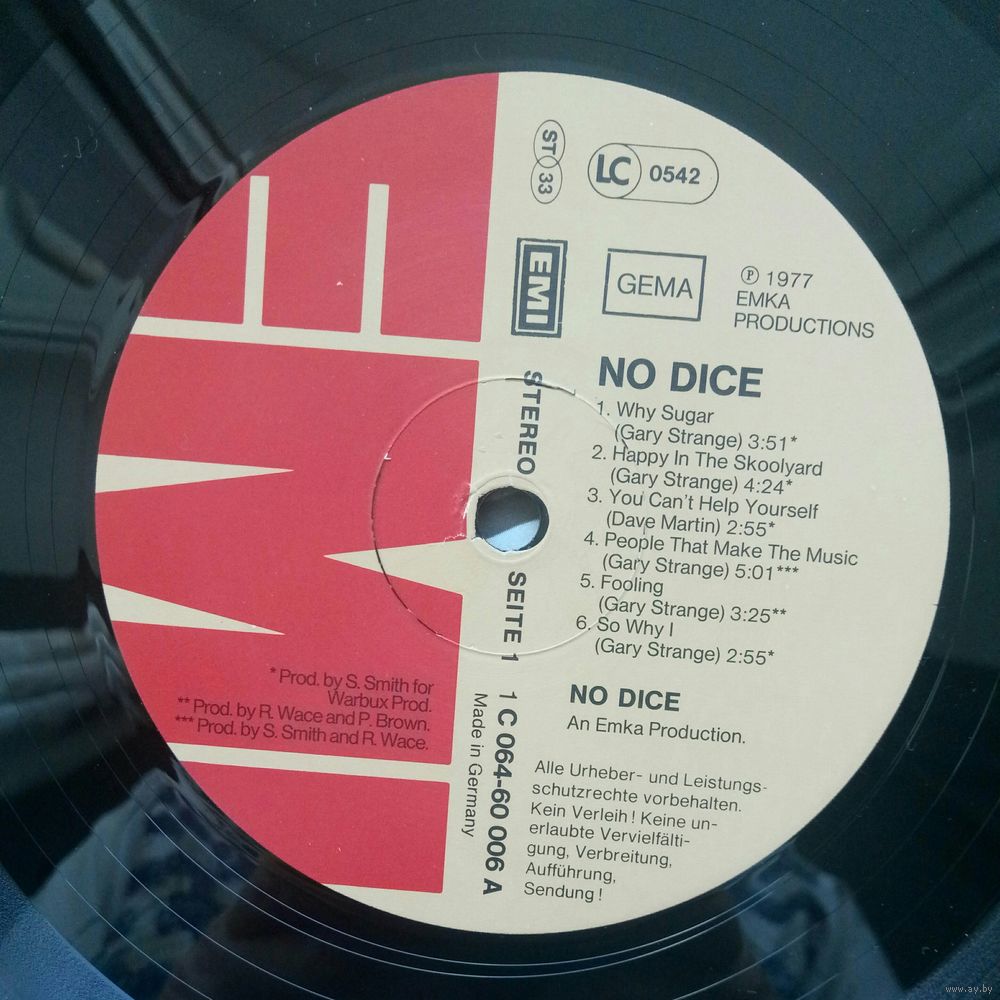 ST 33
LC 0542
EMI
GEMA
℗ 1977
EMKA
PRODUCTIONS
NO DICE
1. Why Sugar
(Gary Strange) 3:51*
2. Happy In The Skoolyard
(Gary Strange) 4:24*
3. You Can't Help Yourself
(Dave Martin) 2:55*
4. People That Make The Music
(Gary Strange) 5:01***
5. Fooling
(Gary Strange) 3:25**
6. So Why I
(Gary Strange) 2:55*
NO DICE
An Emka Production.
Alle Urheber- und Leistungs-
schutzrechte vorbehalten.
Kein Verleih! Keine un-
erlaubte Vervielfälti-
gung, Verbreitung,
Aufführung,
Sendung!
STEREO
SEITE 1
1 C 064-60 006 A
Made in Germany
* Prod. by S. Smith for
Warbux Prod.
** Prod. by R. Wace and P. Brown.
*** Prod. by S. Smith and R. Wace.
EMI
www.ay.by